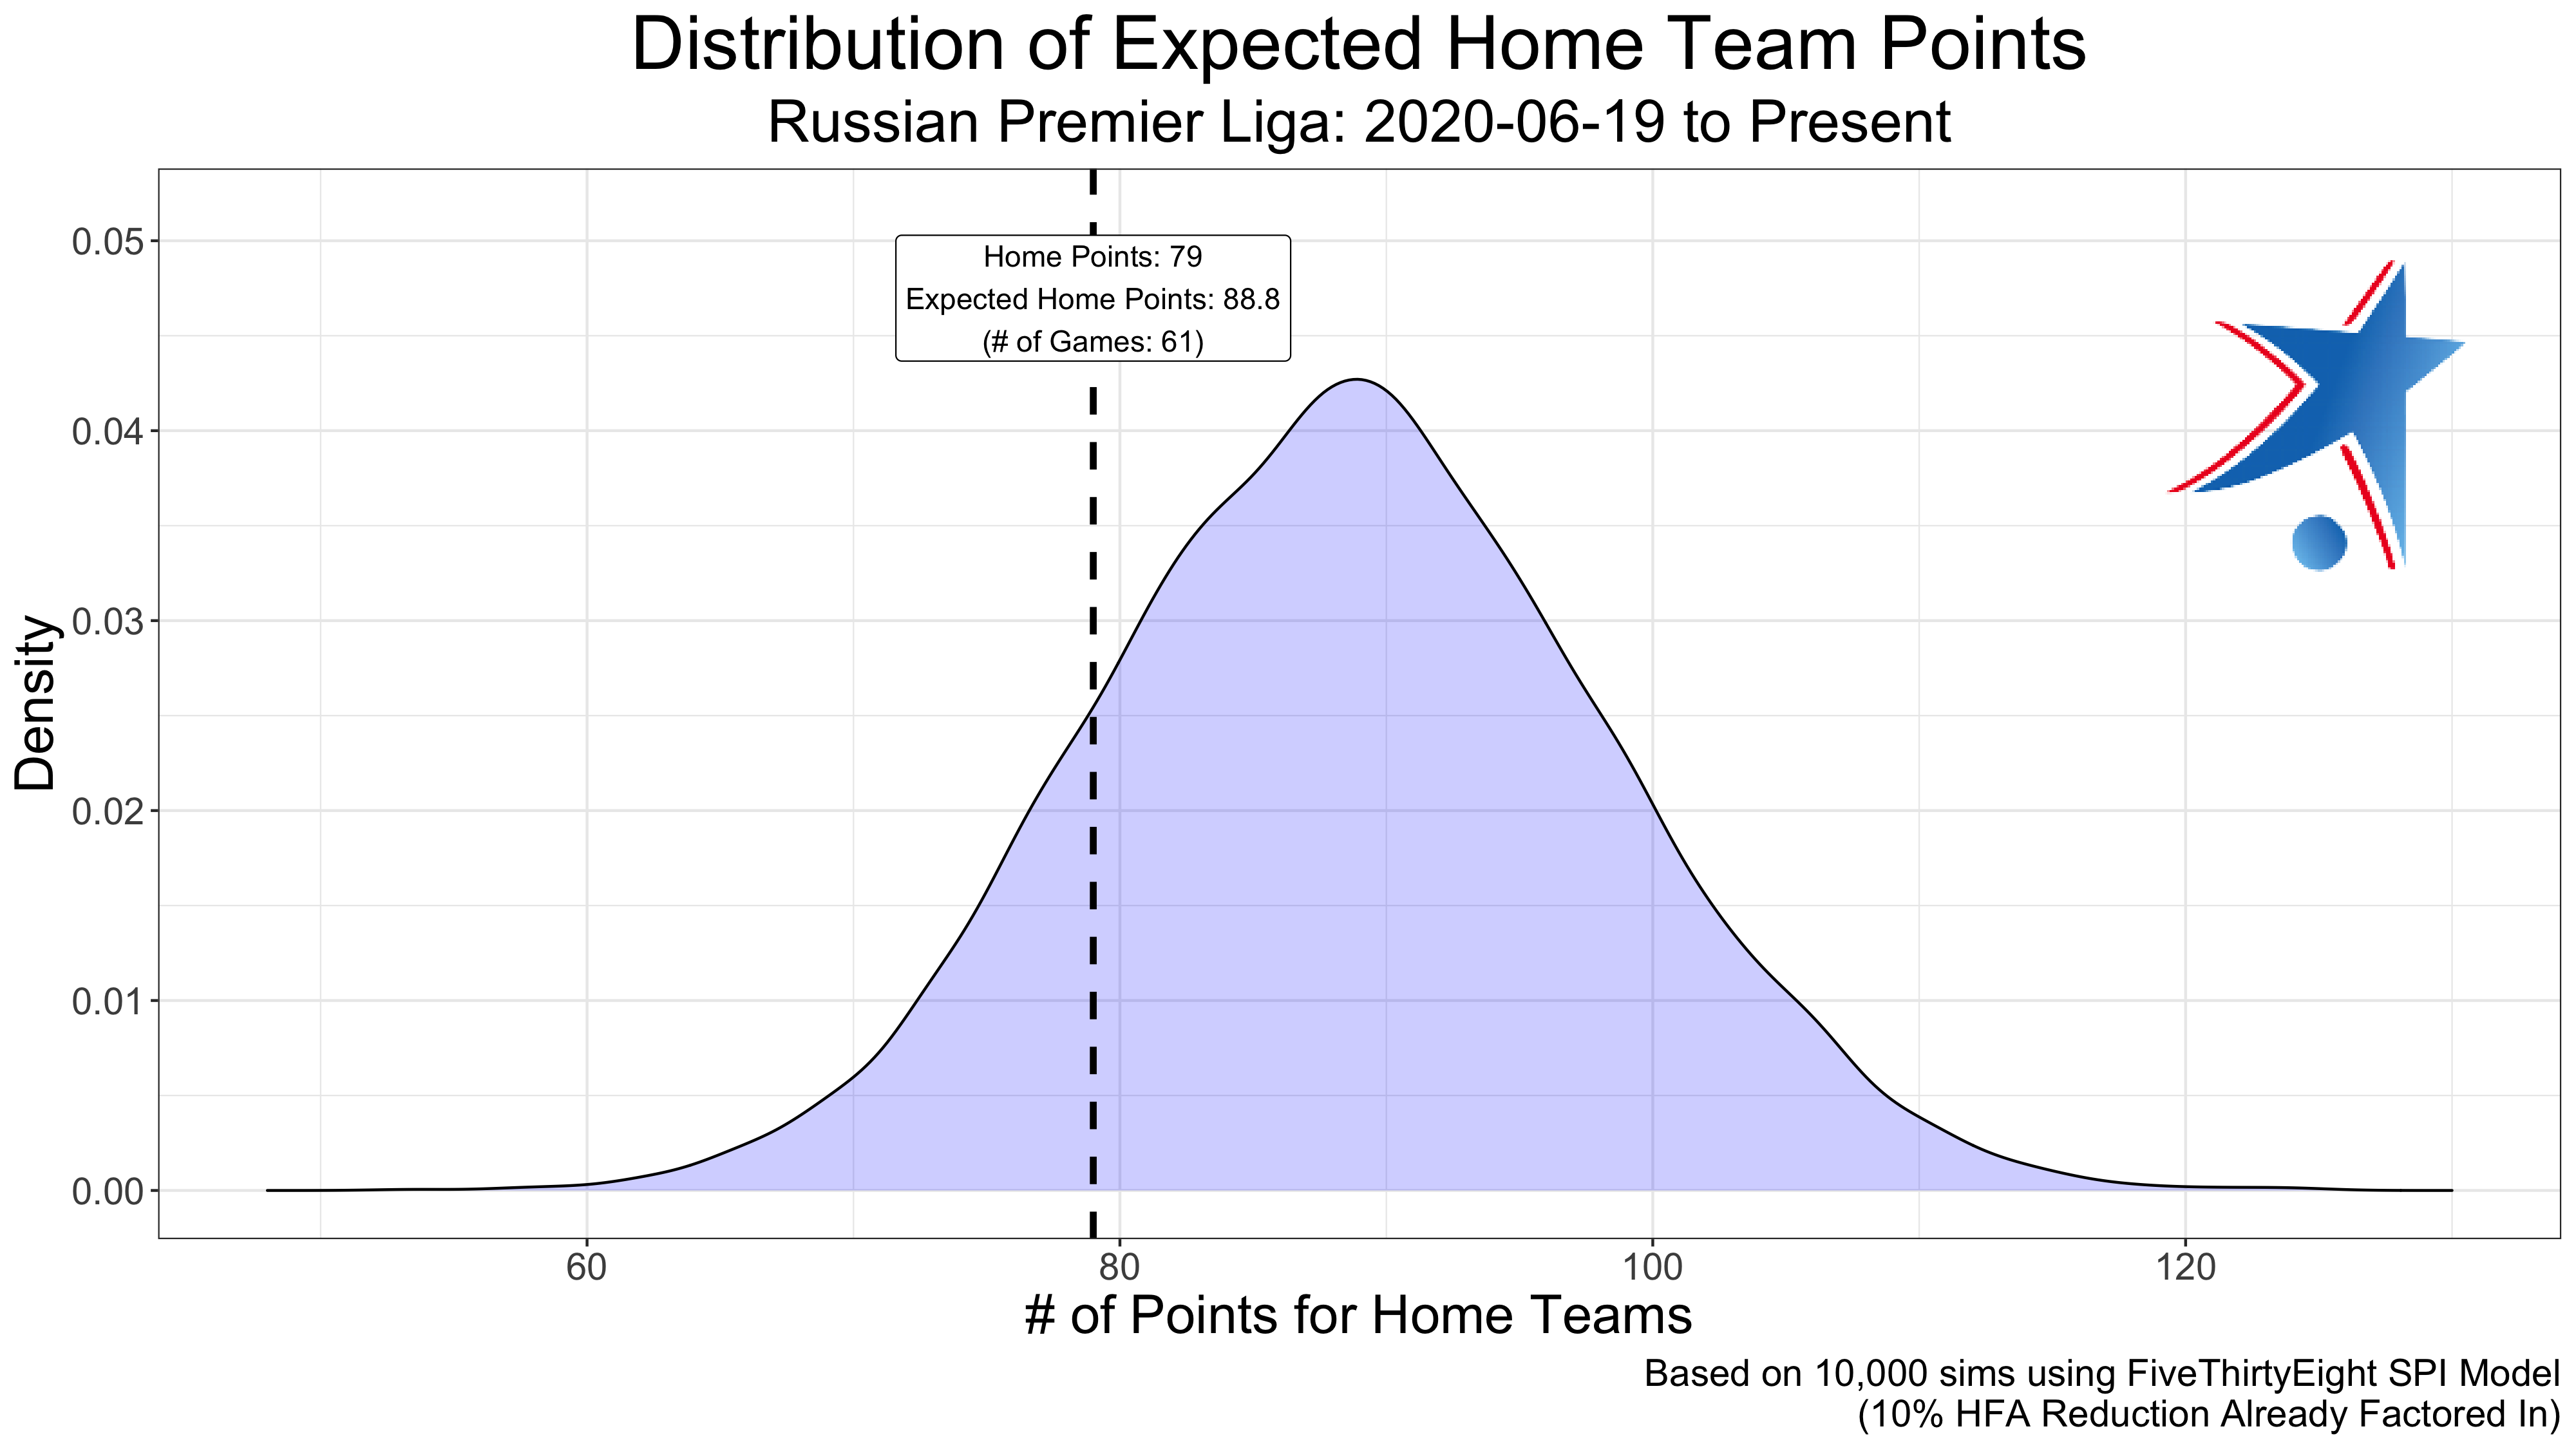 Distribution of Expected Home Team Points
Russian Premier Liga: 2020-06-19 to Present
Home Points: 79
Expected Home Points: 88.8
(# of Games: 61)
0.05
0.04
0.03
0.02
0.01
0.00
Density
60 80 100 120
# of Points for Home Teams
Based on 10,000 sims using FiveThirtyEight SPI Model
(10% HFA Reduction Already Factored In)